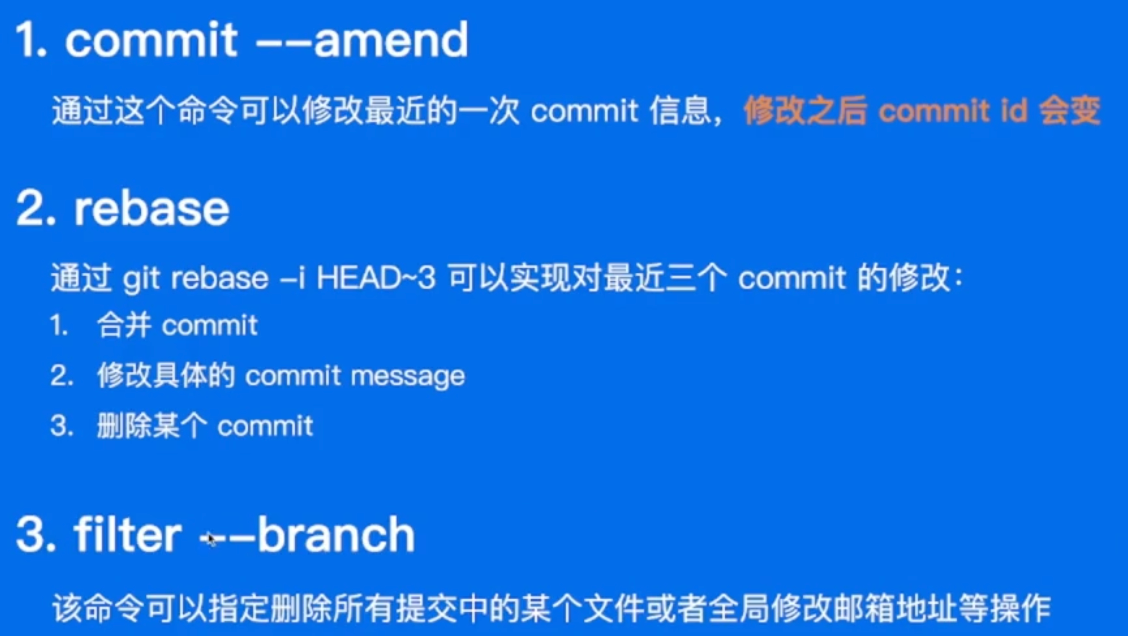 1. commit --amend
通过这个命令可以修改最近的一次 commit 信息，修改之后 commit id 会变
2. rebase
通过 git rebase -i HEAD~3 可以实现对最近三个 commit 的修改：
1. 合并 commit
2. 修改具体的 commit message
3. 删除某个 commit
3. filter --branch
该命令可以指定删除所有提交中的某个文件或者全局修改邮箱地址等操作